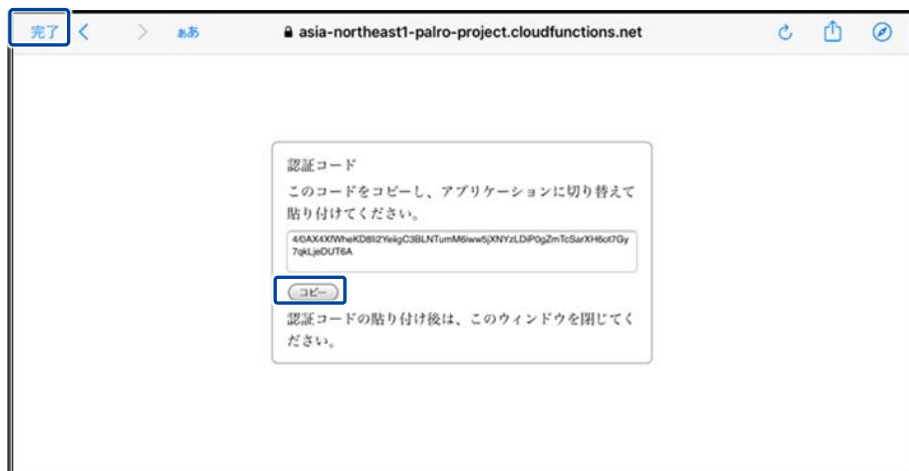 完了 ぁあ asia-northeast1-palro-project.cloudfunctions.net
認証コード
このコードをコピーし、アプリケーションに切り替えて
貼り付けてください。
4/0AX4XfWheKD8li2YeiigC3BLNTumM6iww5jXNYzLDiP0gZmTcSarXH6ot7Gy
7qkLjeDUT6A
コピー
認証コードの貼り付け後は、このウィンドウを閉じてく
ださい。